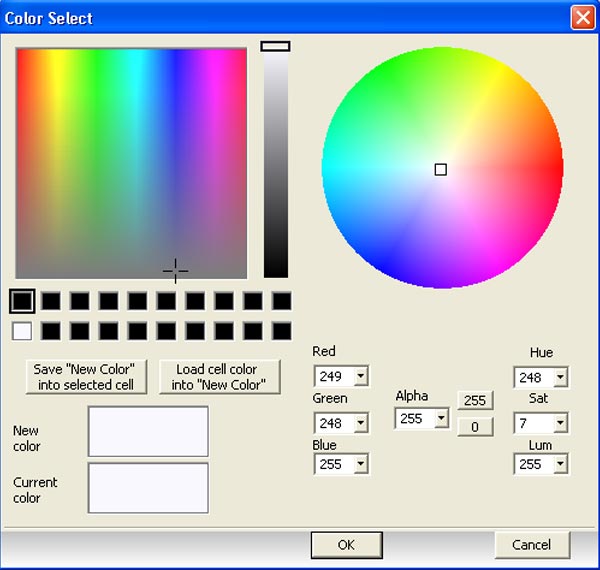 Color Select
Save "New Color"
into selected cell
Load cell color
into "New Color"
New
color
Current
color
Red
249
Green
248
Blue
255
Alpha
255
255
0
Hue
248
Sat
7
Lum
255
OK
Cancel